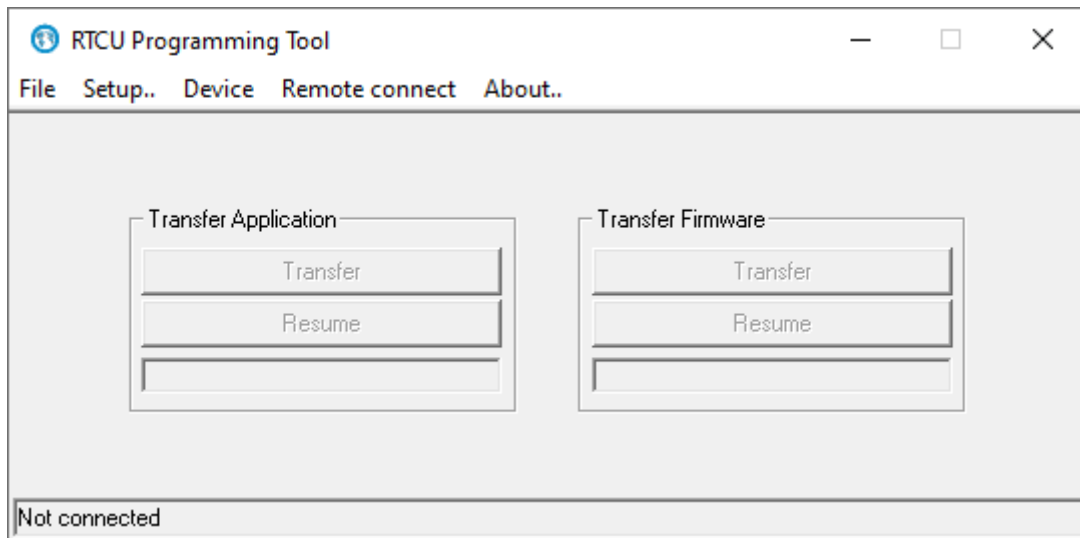 RTCU Programming Tool
File Setup.. Device Remote connect About..
Transfer Application
Transfer
Resume
Transfer Firmware
Transfer
Resume
Not connected